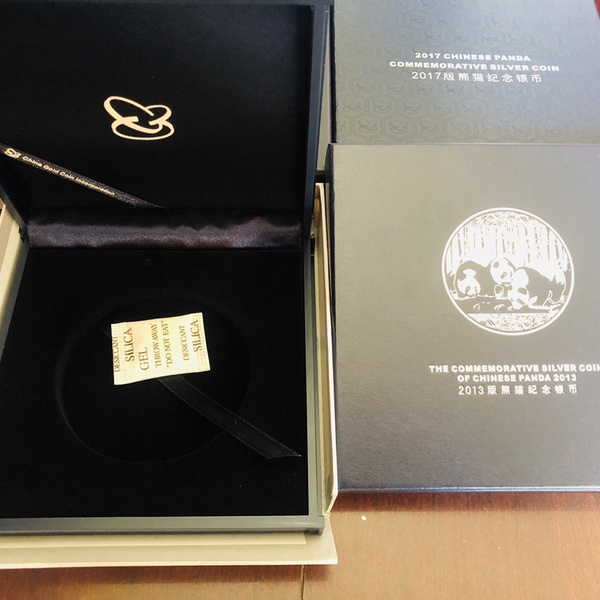 China Gold Coin Incorporation
DESICCANT
SILICA
GEL
THROW AWAY
"DO NOT EAT"
DESICCANT
SILICA
2017 CHINESE PANDA
COMMEMORATIVE SILVER COIN
2017版熊猫纪念银币
THE COMMEMORATIVE SILVER COIN
OF CHINESE PANDA 2013
2013版熊猫纪念银币